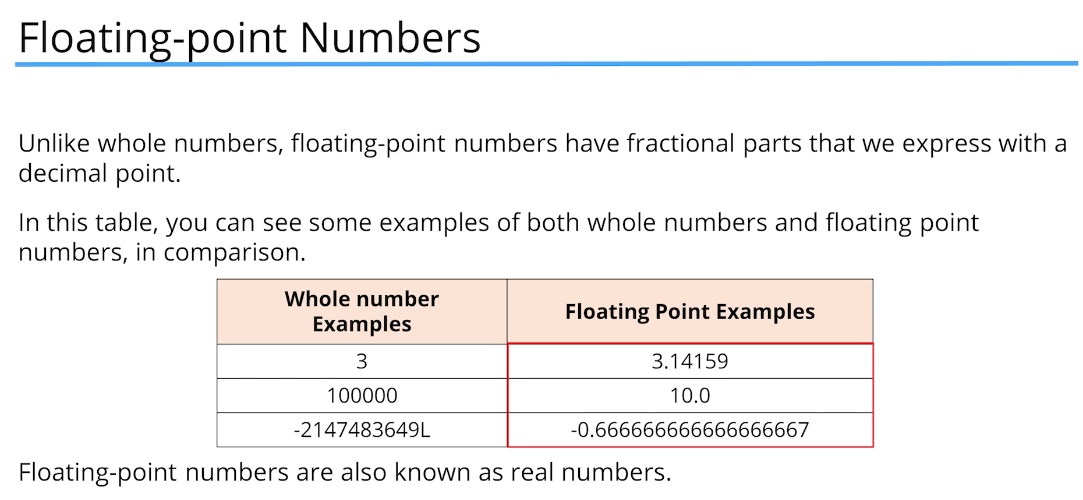 Floating-point Numbers
Unlike whole numbers, floating-point numbers have fractional parts that we express with a
decimal point.
In this table, you can see some examples of both whole numbers and floating point
numbers, in comparison.
Whole number
Examples
Floating Point Examples
3 3.14159
100000 10.0
-2147483649L -0.666666666666666667
Floating-point numbers are also known as real numbers.